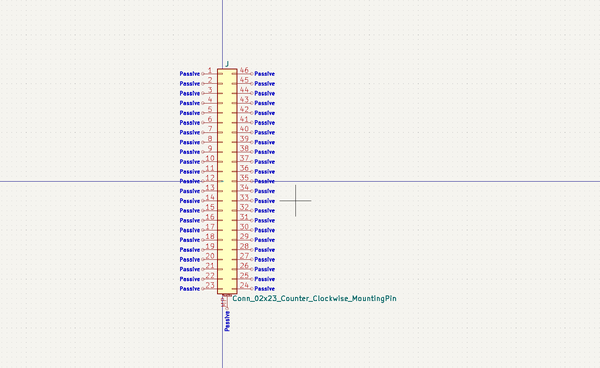 J
Passive 1 46 Passive
Passive 2 45 Passive
Passive 3 44 Passive
Passive 4 43 Passive
Passive 5 42 Passive
Passive 6 41 Passive
Passive 7 40 Passive
Passive 8 39 Passive
Passive 9 38 Passive
Passive 10 37 Passive
Passive 11 36 Passive
Passive 12 35 Passive
Passive 13 34 Passive
Passive 14 33 Passive
Passive 15 32 Passive
Passive 16 31 Passive
Passive 17 30 Passive
Passive 18 29 Passive
Passive 19 28 Passive
Passive 20 27 Passive
Passive 21 26 Passive
Passive 22 25 Passive
Passive 23 24 Passive
Conn_02x23_Counter_Clockwise_MountingPin
Passive